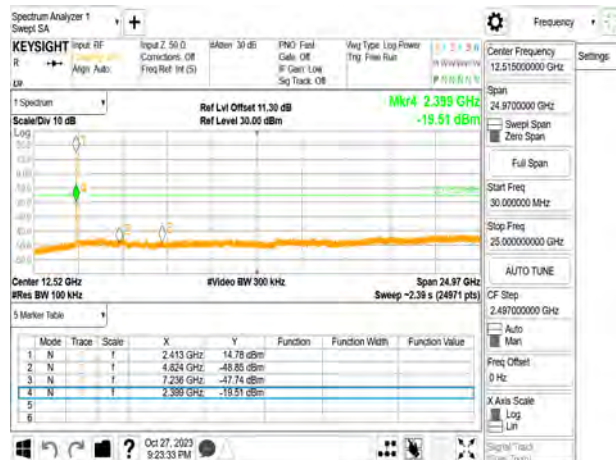 Spectrum Analyzer 1
Swept SA
+
Frequency
KEYSIGHT
Input: RF
Align: Auto
Input Z: 50 Ω
Corrections: Off
Freq Ref: Int (S)
#Atten: 30 dB
PNO: Fast
Gate: Off
IF Gain: Low
Sig Track: Off
Avg Type: Log-Power
Trig: Free Run
Center Frequency
12.515000000 GHz
Settings
Span
24.9700000 GHz
Swept Span
Zero Span
Full Span
Start Freq
30.000000 MHz
Stop Freq
25.000000000 GHz
AUTO TUNE
CF Step
2.497000000 GHz
Auto
Man
Freq Offset
0 Hz
X Axis Scale
Log
Lin
Signal Track
1 Spectrum
Scale/Div 10 dB
Ref Lvl Offset 11.30 dB
Ref Level 30.00 dBm
Mkr4 2.399 GHz
-19.51 dBm
Log
Center 12.52 GHz
#Res BW 100 kHz
#Video BW 300 kHz
Span 24.97 GHz
Sweep ~2.39 s (24971 pts)
5 Marker Table
Mode Trace Scale X Y Function Function Width Function Value
1 N f 2.413 GHz 14.78 dBm
2 N f 4.824 GHz -48.85 dBm
3 N f 7.236 GHz -47.74 dBm
4 N f 2.399 GHz -19.51 dBm
5
6
?
Oct 27, 2023
9:23:33 PM